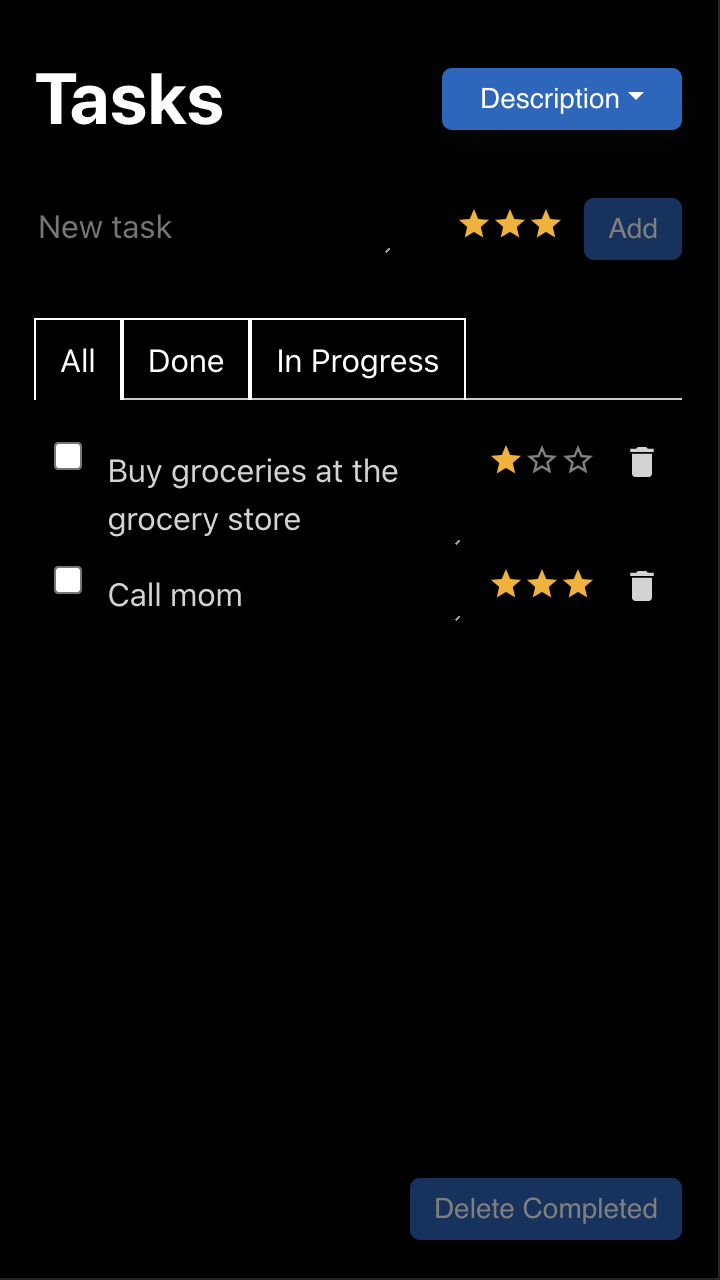 Tasks
Description
New task
Add
All
Done
In Progress
Buy groceries at the
grocery store
Call mom
Delete Completed